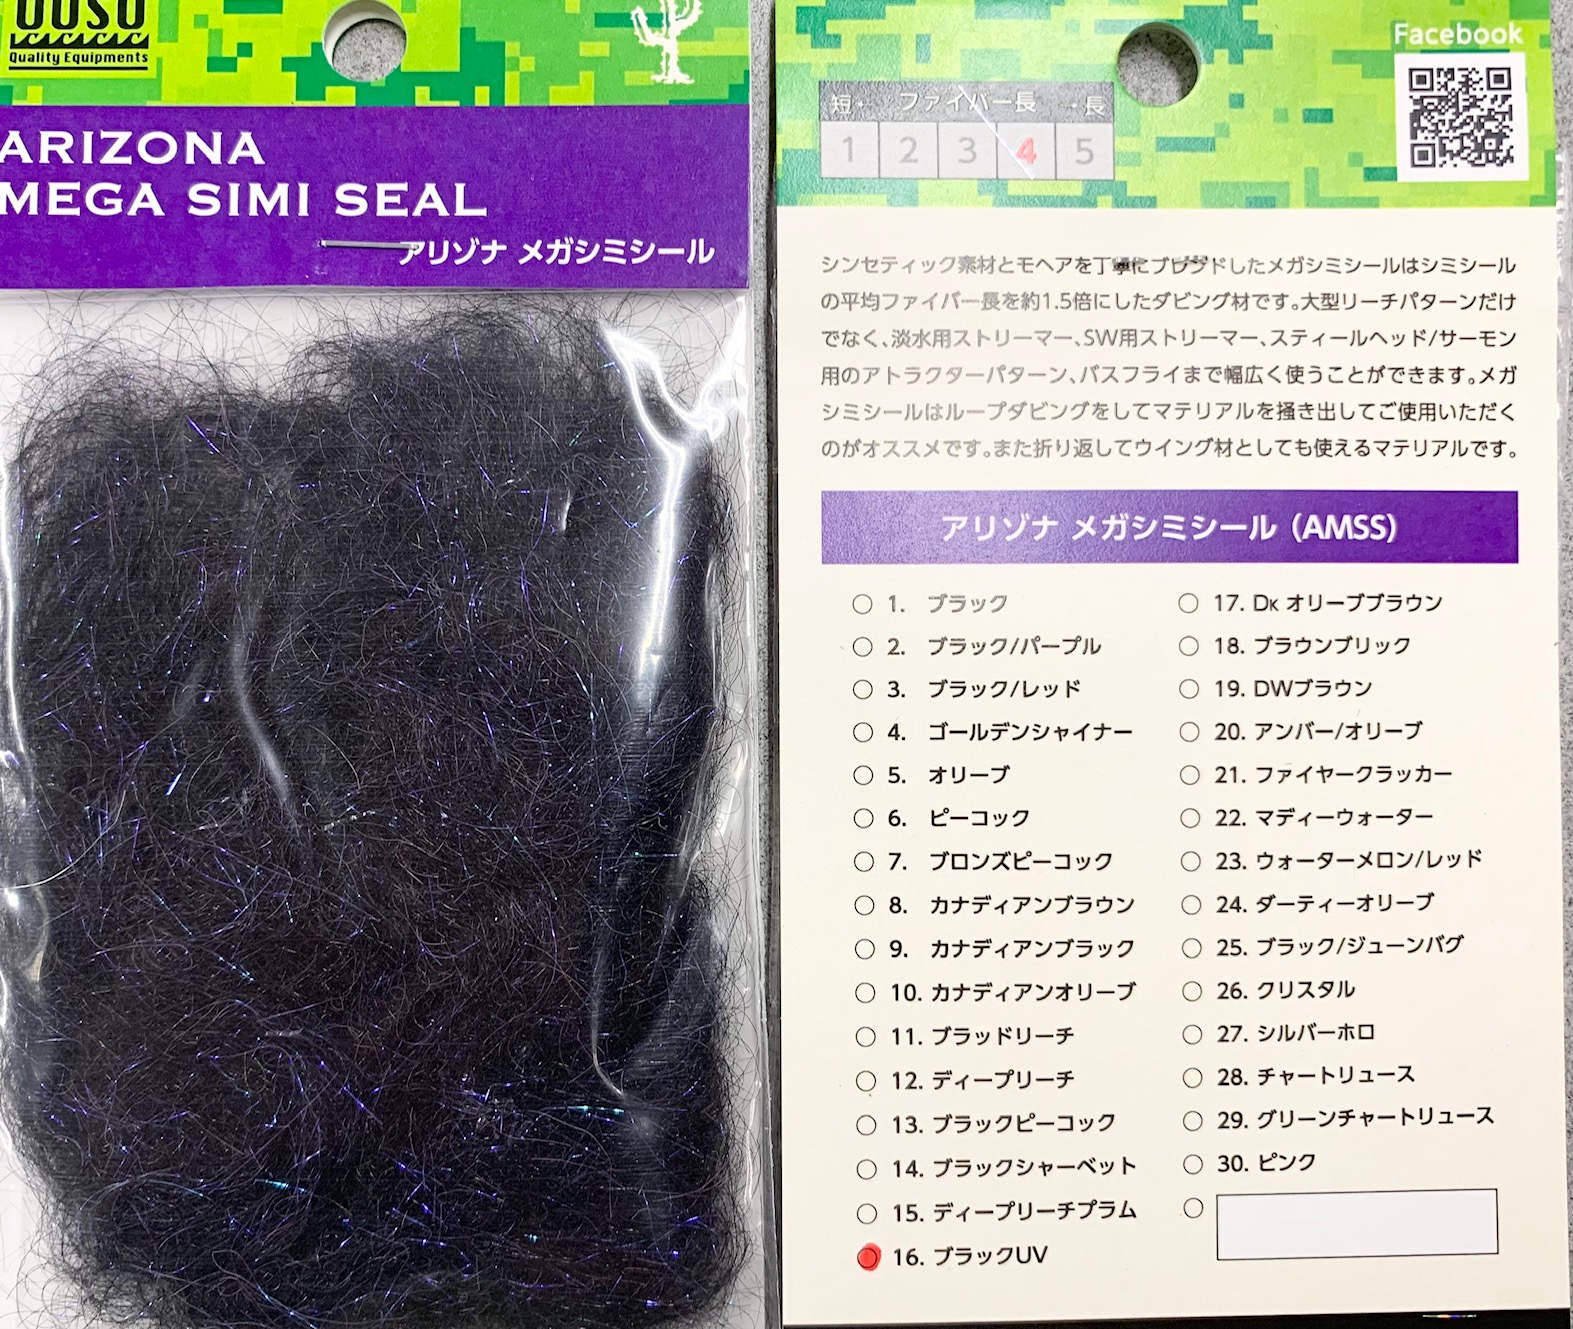 Quality Equipments
ARIZONA
MEGA SIMI SEAL
アリゾナ メガシミシール
Facebook
短← ファイバー長 →長
1 2 3 4 5
シンセティック素材とモヘアを丁寧にブレンドしたメガシミシールはシミシール
の平均ファイバー長を約1.5倍にしたダビング材です。大型リーチパターンだけ
でなく、淡水用ストリーマー、SW用ストリーマー、スティールヘッド/サーモン
用のアトラクターパターン、バスフライまで幅広く使うことができます。メガ
シミシールはループダビングをしてマテリアルを掻き出してご使用いただく
のがオススメです。また折り返してウイング材としても使えるマテリアルです。
アリゾナ メガシミシール（AMSS）
1. ブラック
2. ブラック/パープル
3. ブラック/レッド
4. ゴールデンシャイナー
5. オリーブ
6. ピーコック
7. ブロンズピーコック
8. カナディアンブラウン
9. カナディアンブラック
10. カナディアンオリーブ
11. ブラッドリーチ
12. ディープリーチ
13. ブラックピーコック
14. ブラックシャーベット
15. ディープリーチプラム
16. ブラックUV
17. Dk オリーブブラウン
18. ブラウンブリック
19. DWブラウン
20. アンバー/オリーブ
21. ファイヤークラッカー
22. マディーウォーター
23. ウォーターメロン/レッド
24. ダーティーオリーブ
25. ブラック/ジューンバグ
26. クリスタル
27. シルバーホロ
28. チャートリュース
29. グリーンチャートリュース
30. ピンク